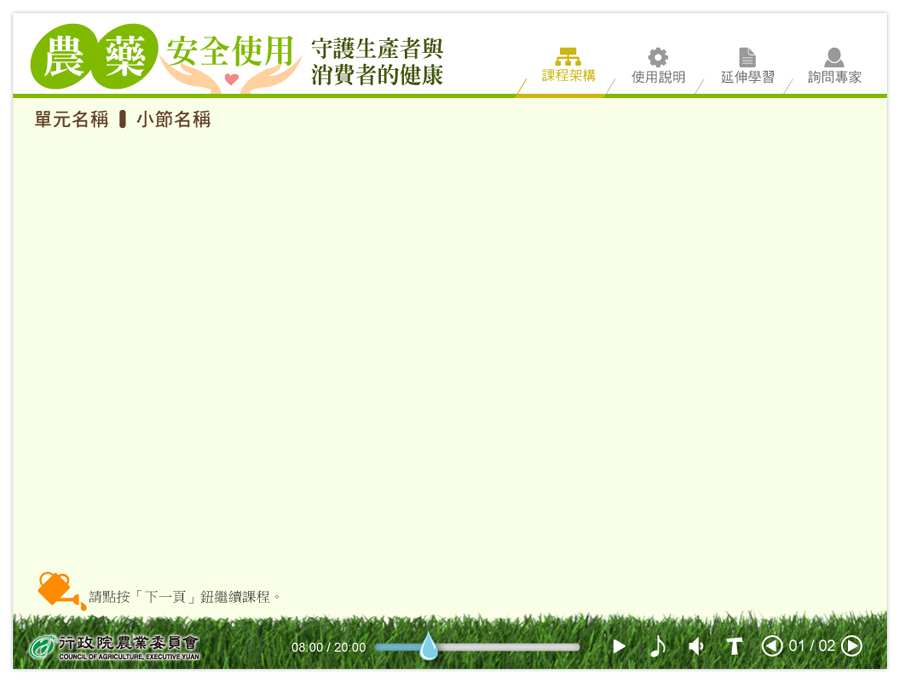 農藥安全使用
守護生產者與
消費者的健康
課程架構
使用說明
延伸學習
詢問專家
單元名稱
小節名稱
請點按「下一頁」鈕繼續課程。
行政院農業委員會
COUNCIL OF AGRICULTURE, EXECUTIVE YUAN
08:00 / 20:00
T
01 / 02